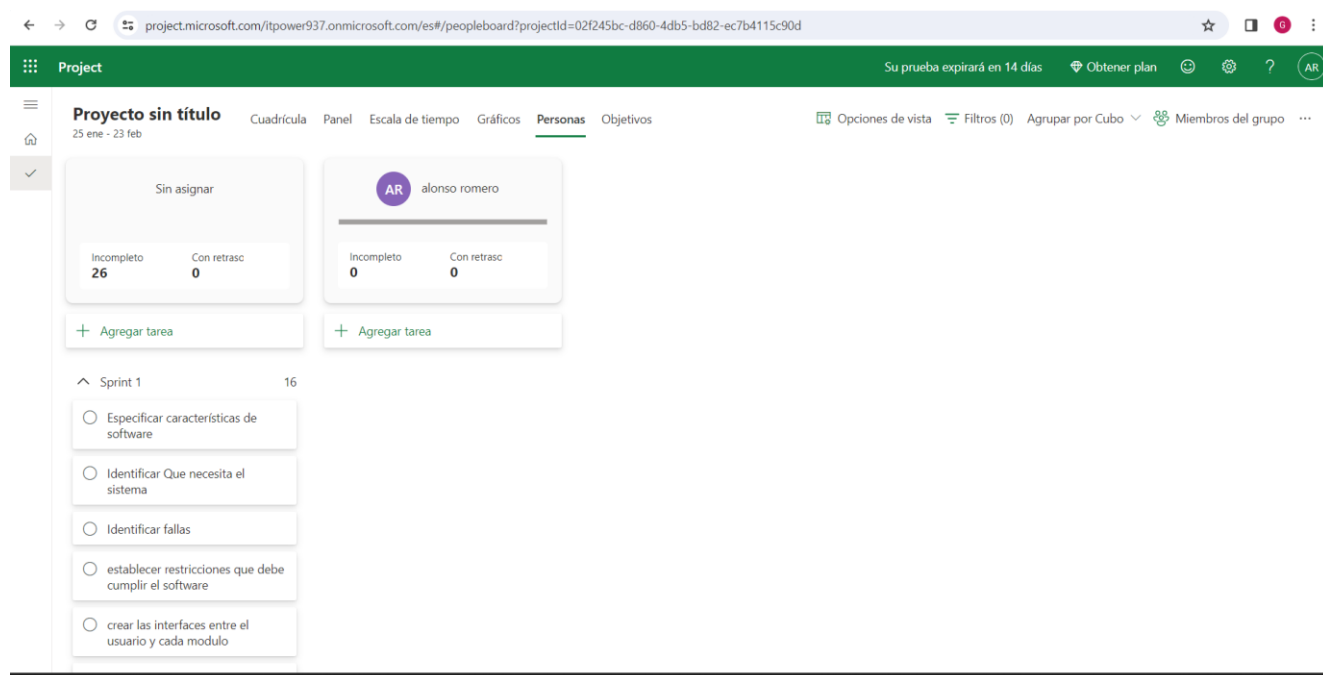 project.microsoft.com/itpower937.onmicrosoft.com/es#/peopleboard?projectId=02f245bc-d860-4db5-bd82-ec7b4115c90d
G
Project
Su prueba expirará en 14 días
Obtener plan
?
AR
Proyecto sin título
25 ene - 23 feb
Cuadrícula Panel Escala de tiempo Gráficos Personas Objetivos
Opciones de vista Filtros (0) Agrupar por Cubo Miembros del grupo ...
Sin asignar
Incompleto Con retrasc
26 0
+ Agregar tarea
AR alonso romero
Incompleto Con retrasc
0 0
+ Agregar tarea
Sprint 1 16
Especificar características de
software
Identificar Que necesita el
sistema
Identificar fallas
establecer restricciones que debe
cumplir el software
crear las interfaces entre el
usuario y cada modulo